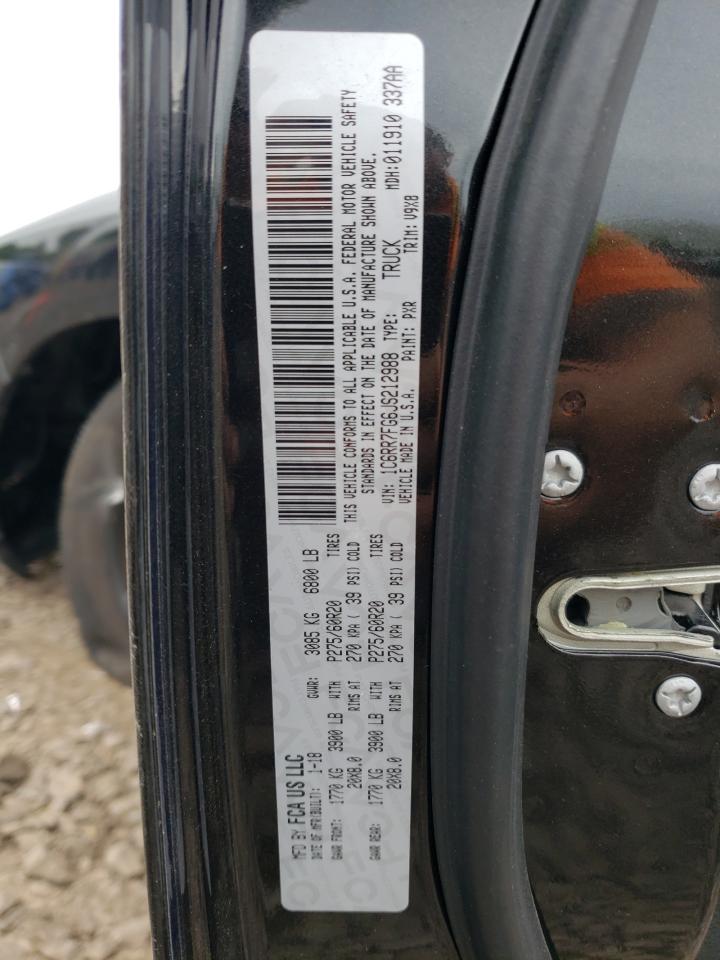 MFD BY FCA US LLC
DATE OF MFR(BUILT): 1-18 GVWR: 3085 KG 6800 LB
GAWR FRONT: 1770 KG 3900 LB WITH P275/60R20 TIRES
20X8.0 RIMS AT 270 KPA ( 39 PSI) COLD
GAWR REAR: 1770 KG 3900 LB WITH P275/60R20 TIRES
20X8.0 RIMS AT 270 KPA ( 39 PSI) COLD
THIS VEHICLE CONFORMS TO ALL APPLICABLE U.S.A. FEDERAL MOTOR VEHICLE SAFETY
STANDARDS IN EFFECT ON THE DATE OF MANUFACTURE SHOWN ABOVE.
VIN: 1C6RR7FG6JS212988 TYPE: TRUCK MDH:011910 337AA
VEHICLE MADE IN U.S.A. PAINT: PXR TRIM: V9X8